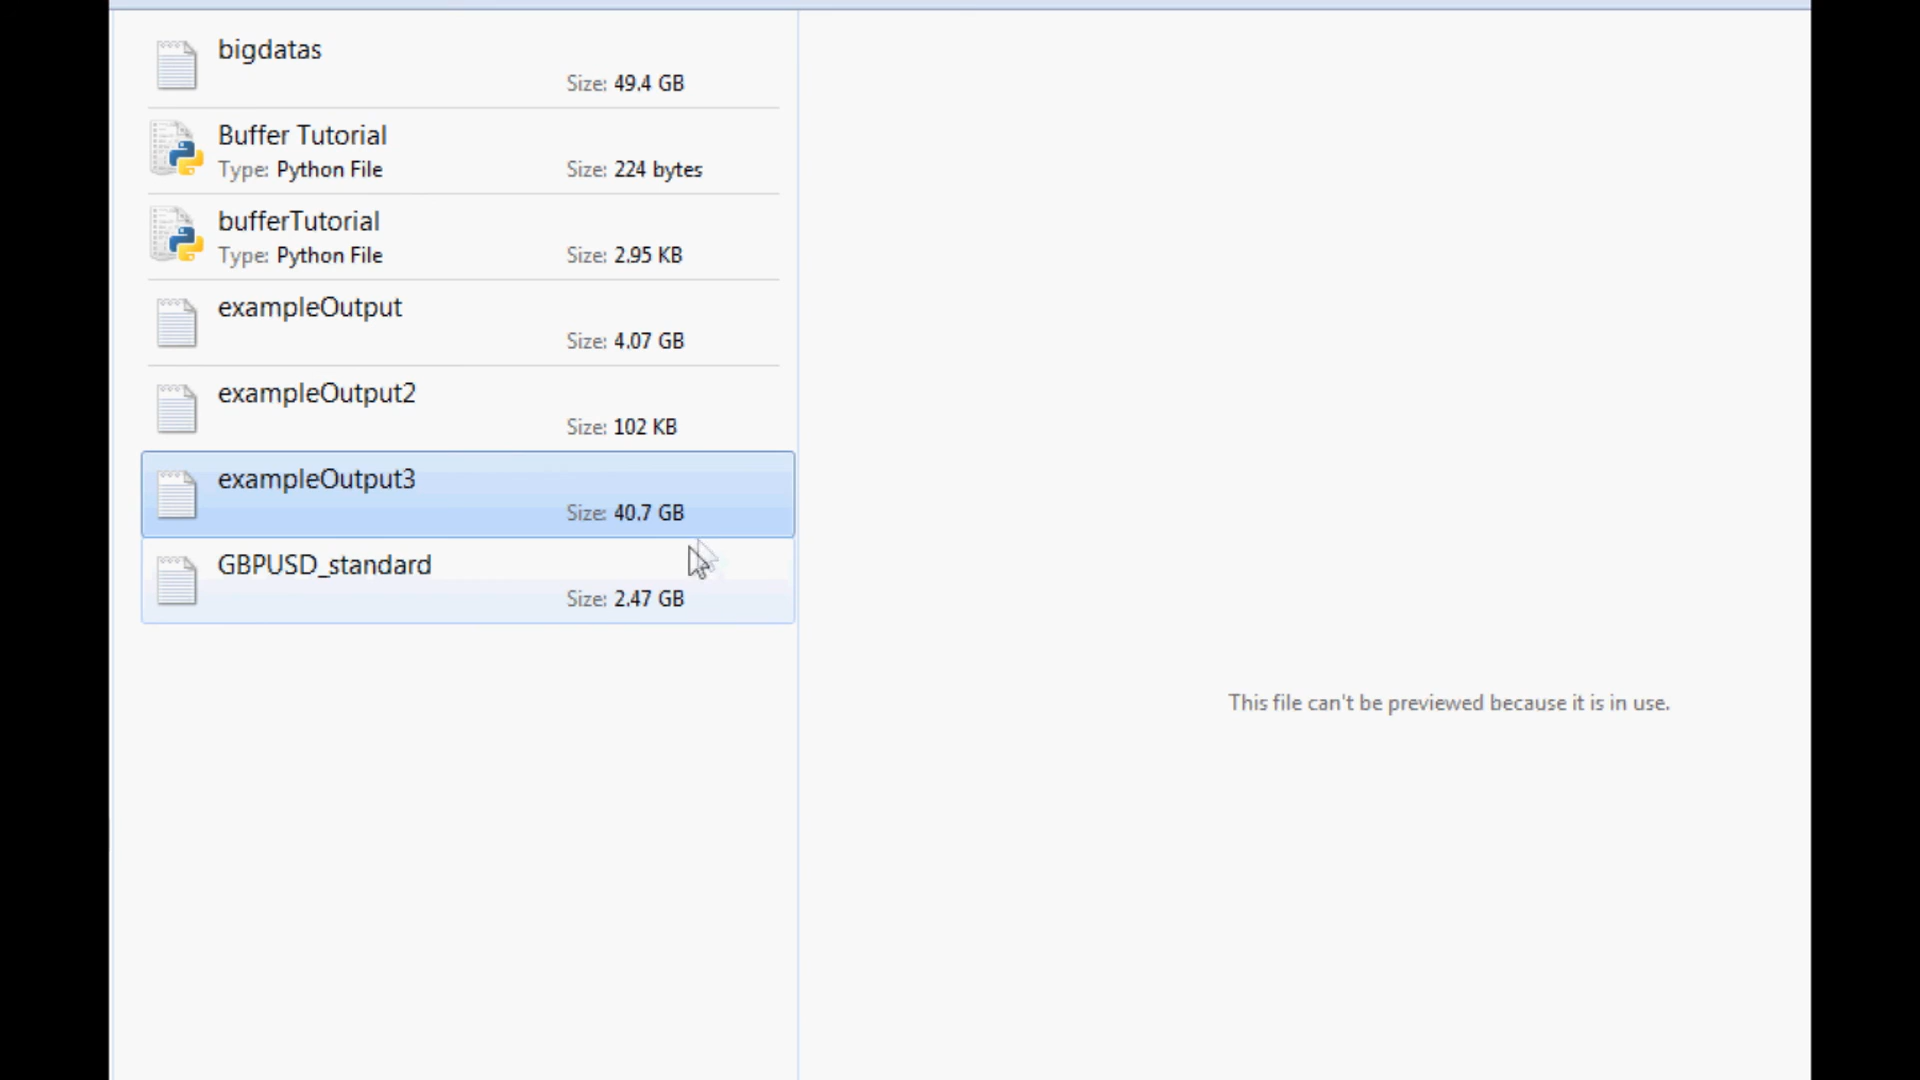 bigdatas
Size: 49.4 GB
Buffer Tutorial
Type: Python File Size: 224 bytes
bufferTutorial
Type: Python File Size: 2.95 KB
exampleOutput
Size: 4.07 GB
exampleOutput2
Size: 102 KB
exampleOutput3
Size: 40.7 GB
GBPUSD_standard
Size: 2.47 GB
This file can't be previewed because it is in use.